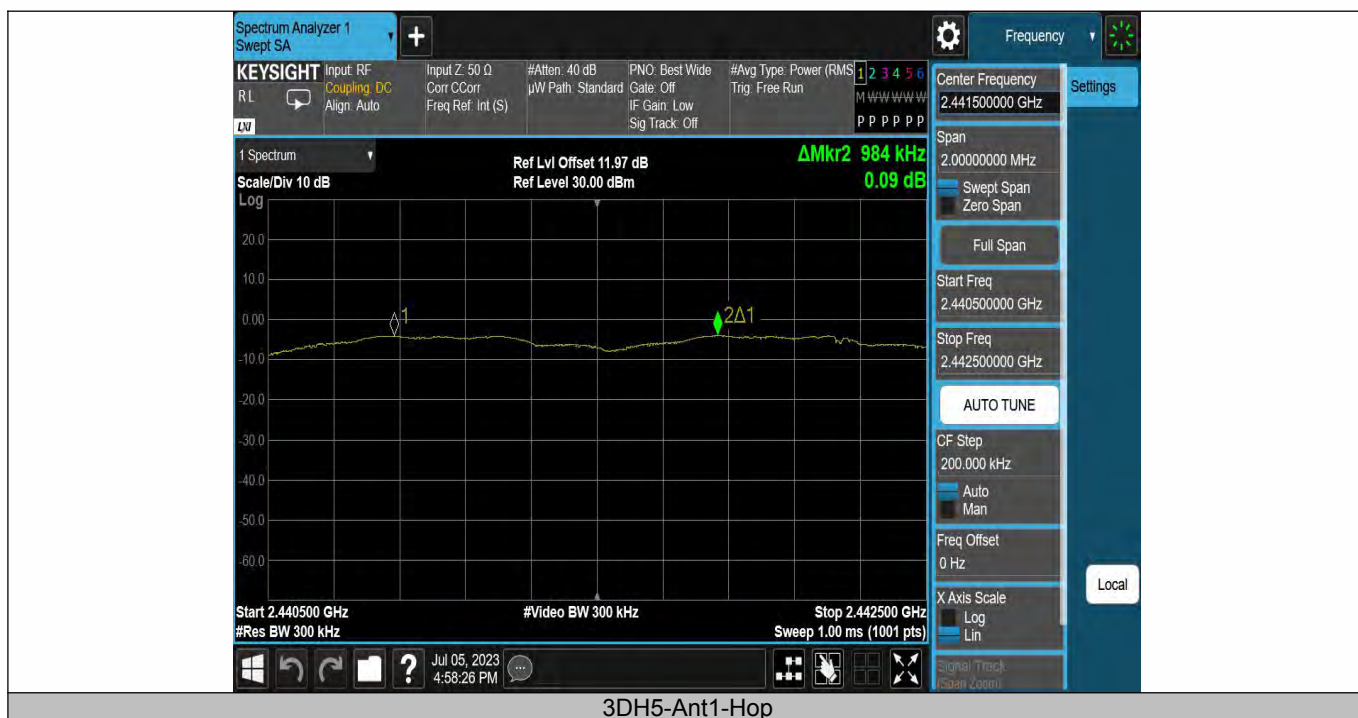 Spectrum Analyzer 1
Swept SA
+
Frequency
KEYSIGHT
R L
LXI
Input: RF
Coupling: DC
Align: Auto
Input Z: 50 Ω
Corr CCorr
Freq Ref: Int (S)
#Atten: 40 dB
µW Path: Standard
PNO: Best Wide
Gate: Off
IF Gain: Low
Sig Track: Off
#Avg Type: Power (RMS
Trig: Free Run
1 2 3 4 5 6
M W W W W W
P P P P P P
1 Spectrum
Scale/Div 10 dB
Log
Ref Lvl Offset 11.97 dB
Ref Level 30.00 dBm
ΔMkr2 984 kHz
0.09 dB
20.0
10.0
0.00
-10.0
-20.0
-30.0
-40.0
-50.0
-60.0
1
2Δ1
Start 2.440500 GHz
#Res BW 300 kHz
#Video BW 300 kHz
Stop 2.442500 GHz
Sweep 1.00 ms (1001 pts)
Center Frequency
2.441500000 GHz
Settings
Span
2.00000000 MHz
Swept Span
Zero Span
Full Span
Start Freq
2.440500000 GHz
Stop Freq
2.442500000 GHz
AUTO TUNE
CF Step
200.000 kHz
Auto
Man
Freq Offset
0 Hz
X Axis Scale
Log
Lin
Signal Track
(Span Zoom)
Local
?
Jul 05, 2023
4:58:26 PM
3DH5-Ant1-Hop